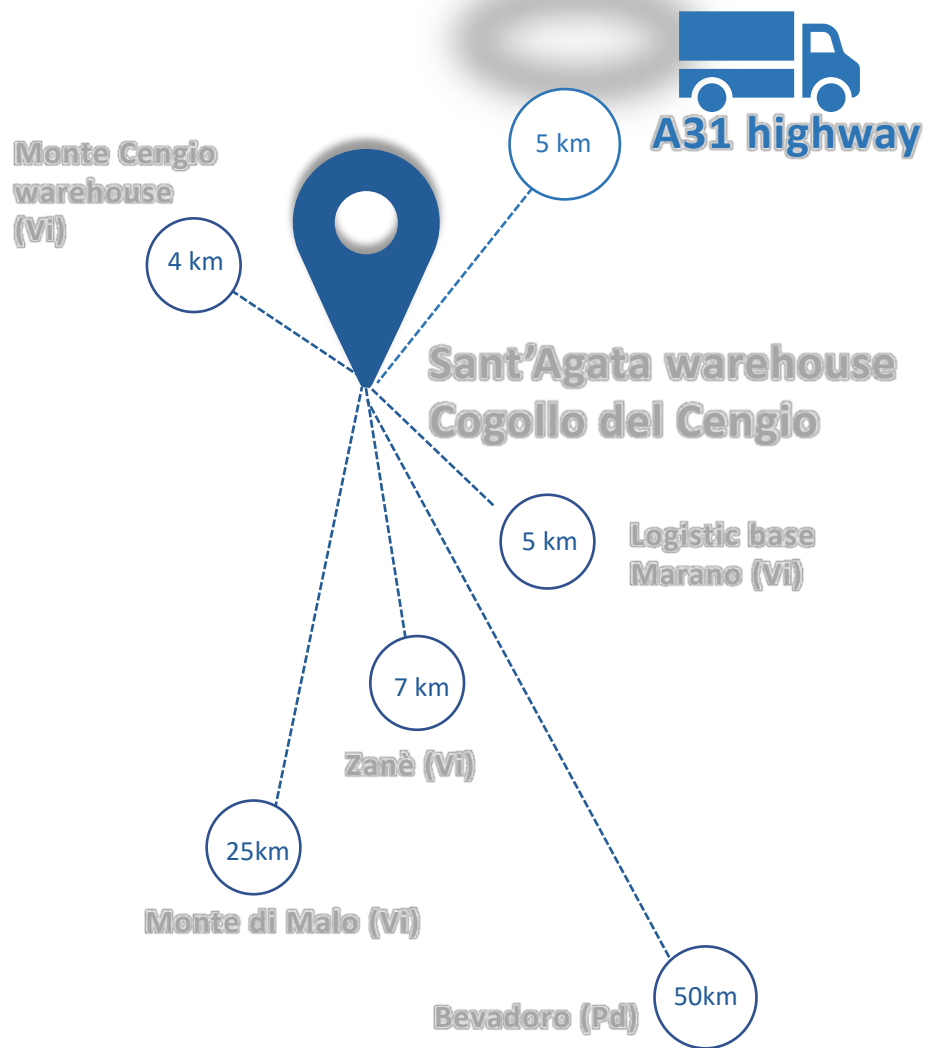 A31 highway
5 km
Monte Cengio
warehouse
(Vi)
4 km
Sant’Agata warehouse
Cogollo del Cengio
5 km
Logistic base
Marano (Vi)
7 km
Zanè (Vi)
25km
Monte di Malo (Vi)
50km
Bevadoro (Pd)